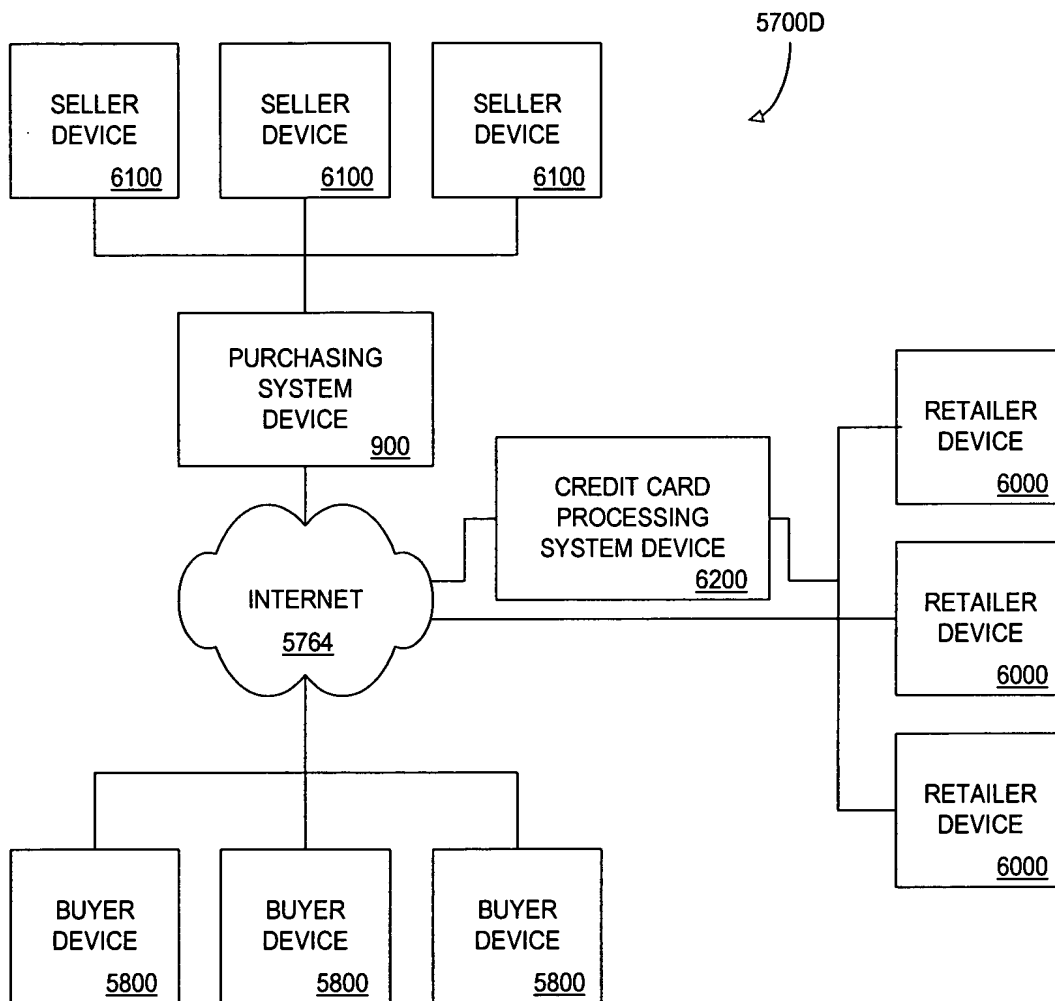 5700D
SELLER
DEVICE
6100
SELLER
DEVICE
6100
SELLER
DEVICE
6100
PURCHASING
SYSTEM
DEVICE
900
CREDIT CARD
PROCESSING
SYSTEM DEVICE
6200
INTERNET
5764
RETAILER
DEVICE
6000
RETAILER
DEVICE
6000
RETAILER
DEVICE
6000
BUYER
DEVICE
5800
BUYER
DEVICE
5800
BUYER
DEVICE
5800